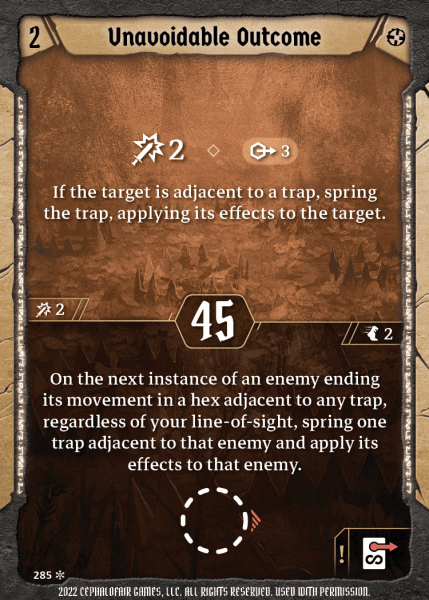 2
Unavoidable Outcome
2
3
If the target is adjacent to a trap, spring
the trap, applying its effects to the target.
2
45
2
On the next instance of an enemy ending
its movement in a hex adjacent to any trap,
regardless of your line-of-sight, spring one
trap adjacent to that enemy and apply its
effects to that enemy.
!
285
2022 CEPHALOFAIR GAMES, LLC. ALL RIGHTS RESERVED. USED WITH PERMISSION.